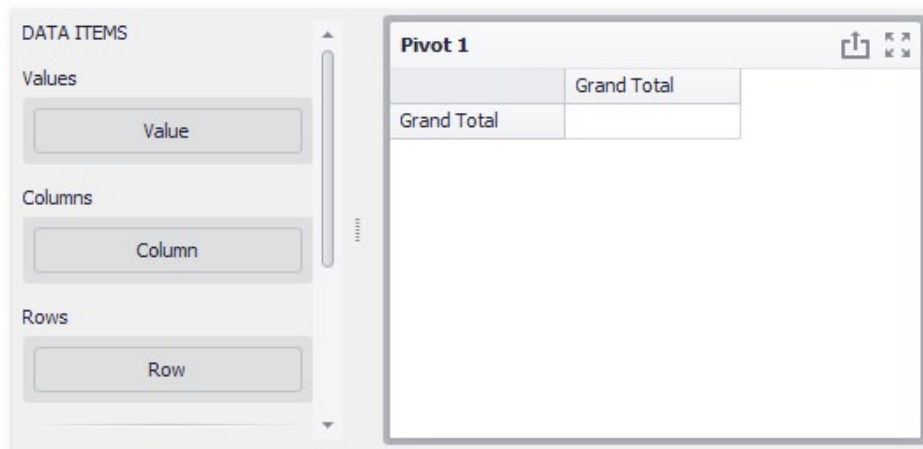 DATA ITEMS
Values
Value
Columns
Column
Rows
Row
Pivot 1
Grand Total
Grand Total